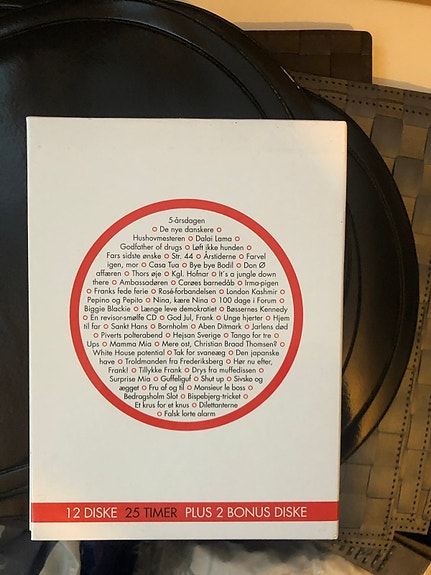 5-årsdagen
o De nye danskere o
Hushovmesteren o Dalai Lama o
Godfather of drugs o Løft ikke hunden o
Fars sidste ønske o Str. 44 o Årstiderne o Farvel
igen, mor o Casa Tua o Bye bye Bodil o Don Ø
affæren o Thors øje o Kgl. Hofnar o It's a jungle down
there o Ambassadøren o Carøes barnedåb o Irma-pigen
o Franks fede ferie o Rosé-forbandelsen o London Kashmir o
Pepino og Pepito o Nina, kære Nina o 100 dage i Forum o
Biggie Blackie o Længe leve demokratiet o Bøssernes Kennedy
o En revisor-smølfe CD o God Jul, Frank o Unge hjerter o Hjem
til far o Sankt Hans o Bornholm o Aben Ditmark o Jarlens død
o Piverts polterabend o Hejsan Sverige o Tango for tre o
Ups o Mamma Mia o Mere ost, Christian Braad Thomsen? o
White House potential o Tak for svaneæg o Den japanske
have o Troldmanden fra Frederiksberg o Hør nu efter,
Frank! o Tillykke Frank o Drys fra muffedissen o
Surprise Mia o Guffeliguf o Shut up o Sivsko og
ægget o Fru af og til o Monsieur le boss o
Bedragsholm Slot o Bispebjerg-tricket o
Et krus for et knus o Dilettanterne
o Falsk lorte alarm
12 DISKE 25 TIMER PLUS 2 BONUS DISKE